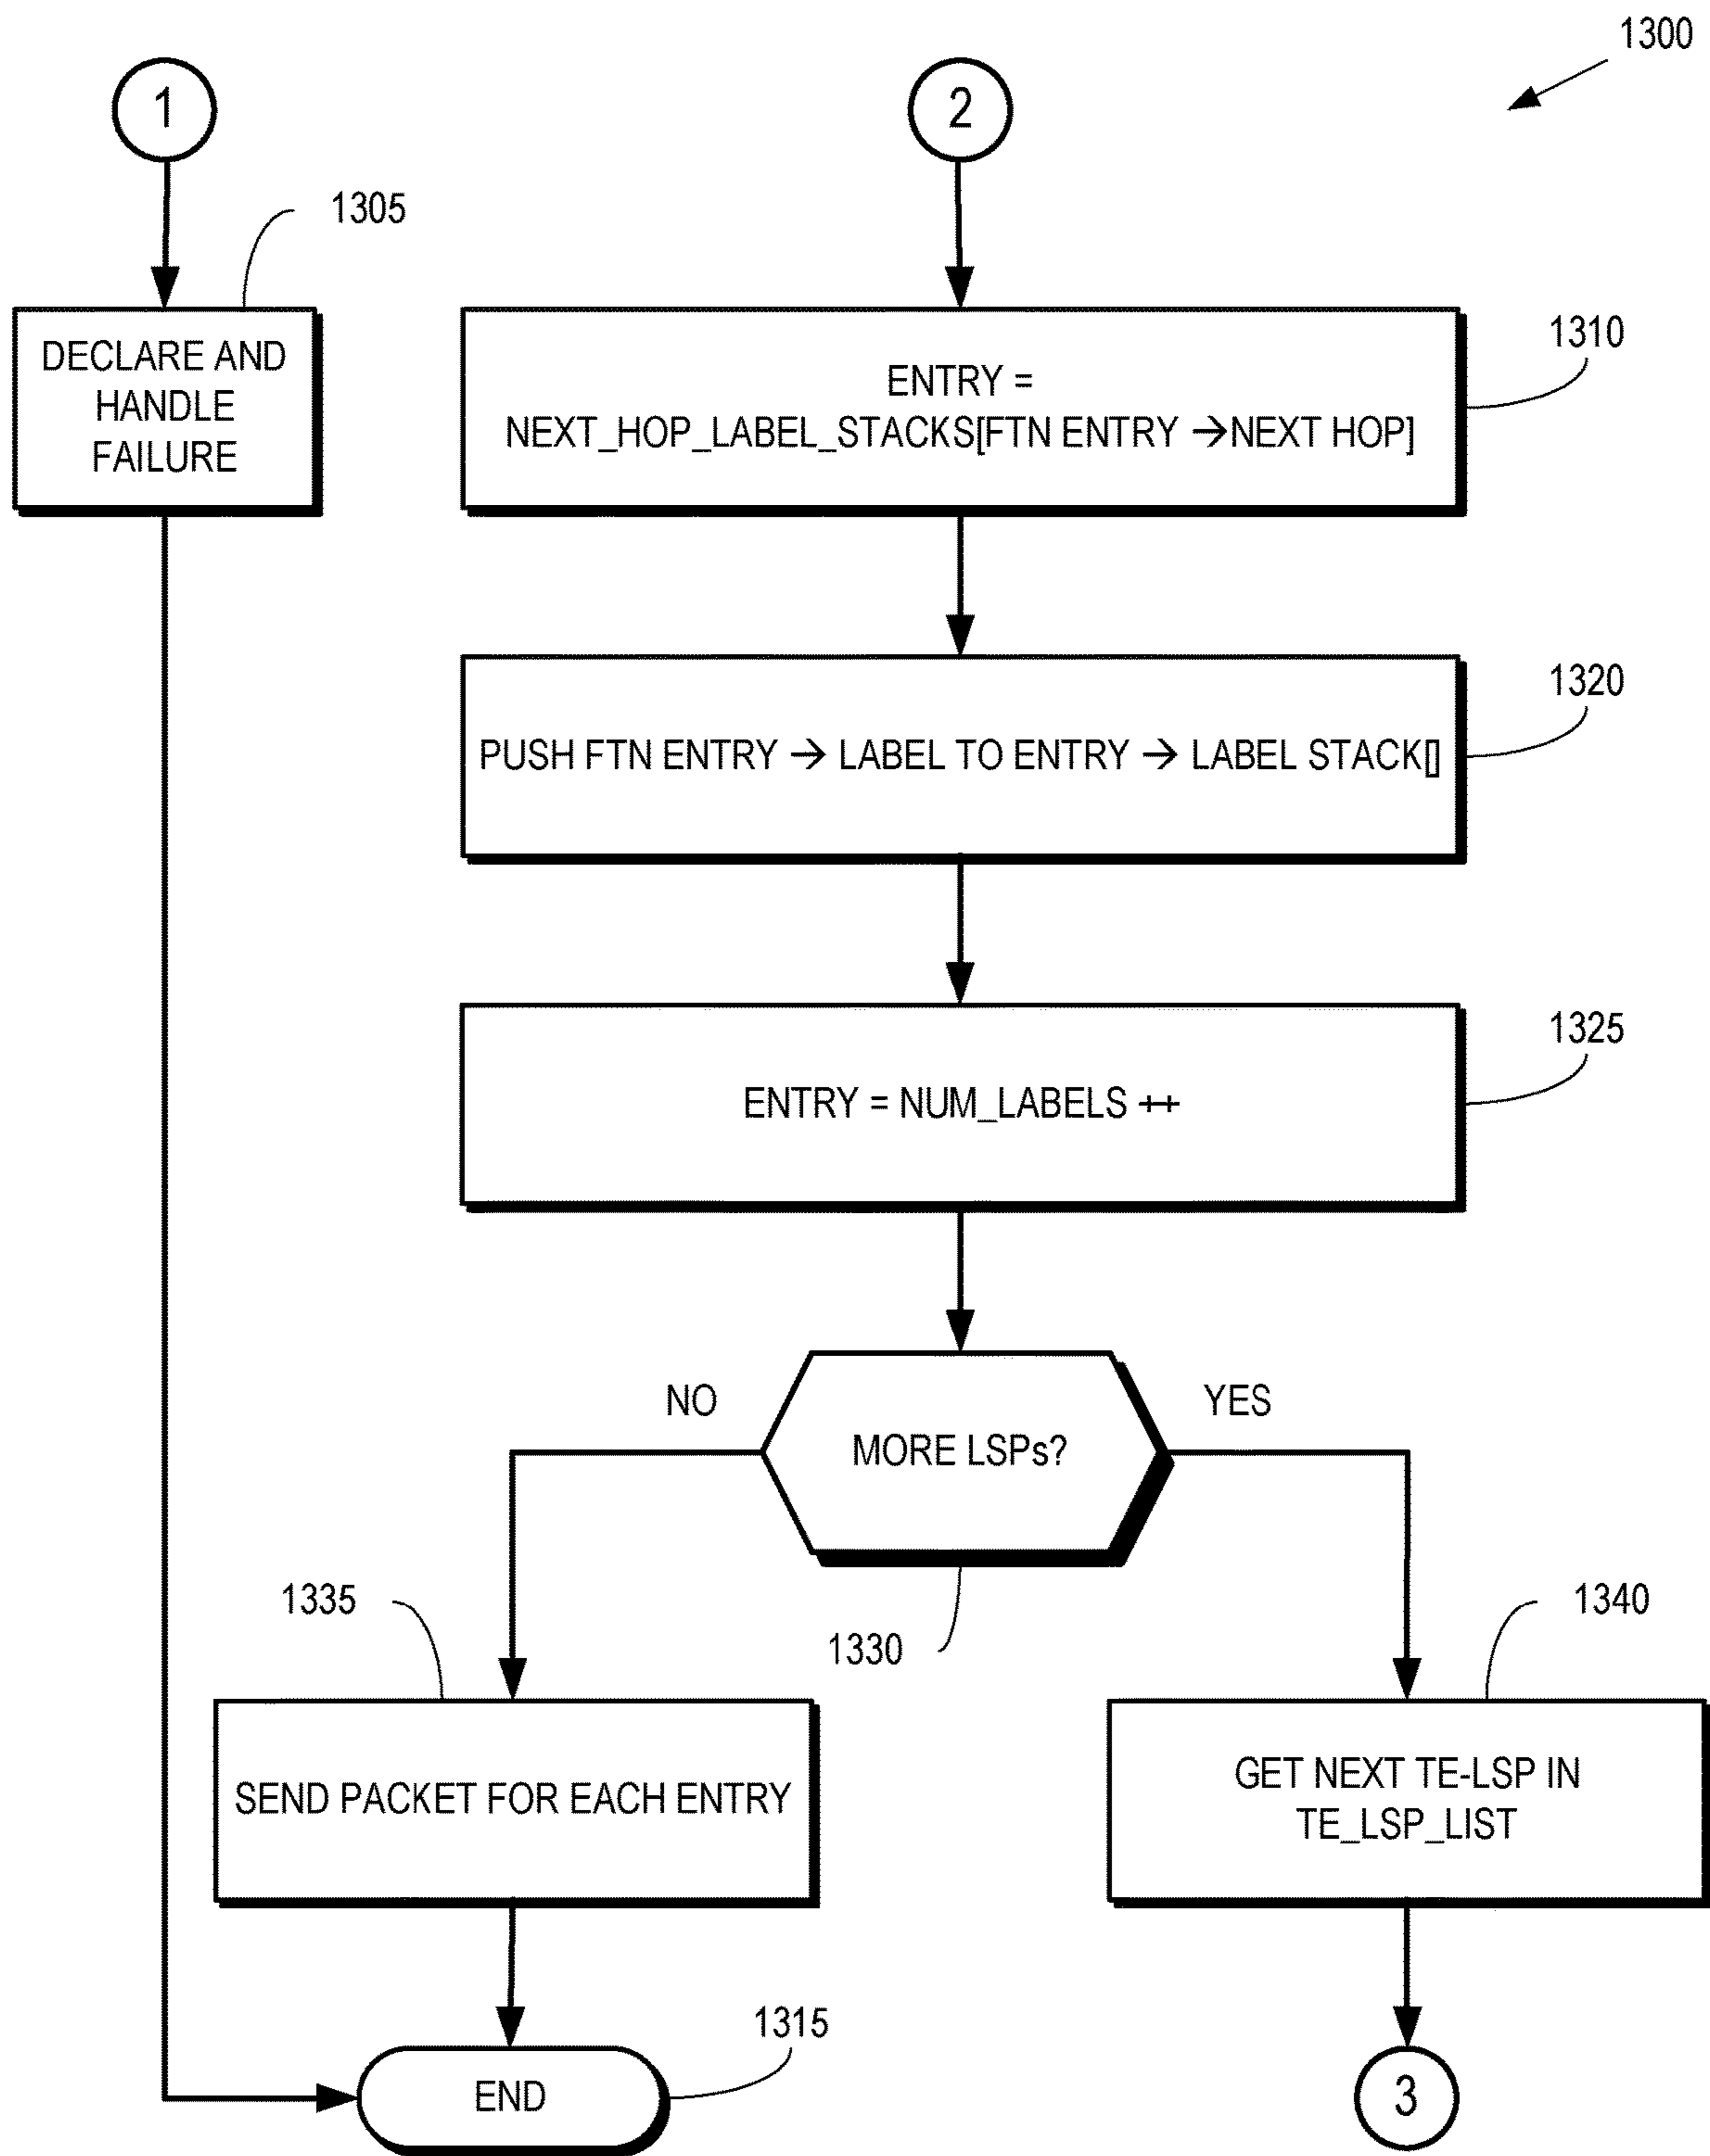 1300
1
2
1305
DECLARE AND
HANDLE
FAILURE
1310
ENTRY =
NEXT_HOP_LABEL_STACKS[FTN ENTRY →NEXT HOP]
1320
PUSH FTN ENTRY → LABEL TO ENTRY → LABEL STACK[]
1325
ENTRY = NUM_LABELS ++
NO
YES
MORE LSPs?
1335
1330
1340
SEND PACKET FOR EACH ENTRY
GET NEXT TE-LSP IN
TE_LSP_LIST
1315
END
3